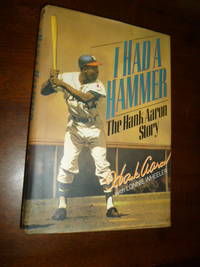 I HAD A
HAMMER
The Hank Aaron
Story
Hank Aaron
with LONNIE WHEELER